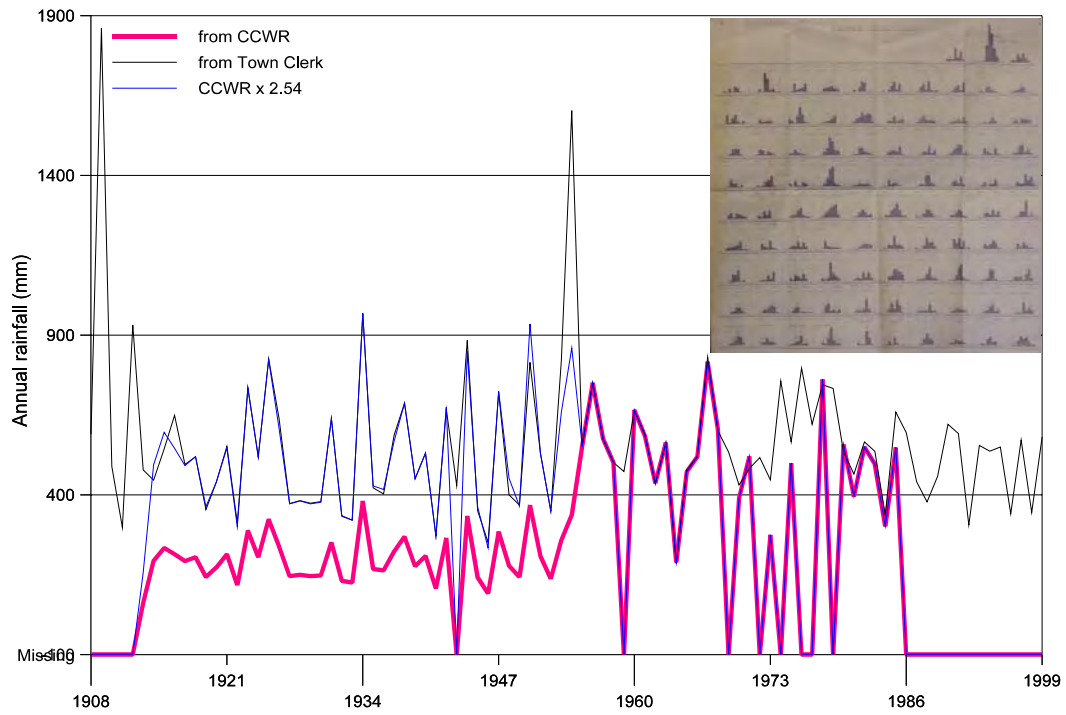 1900
from CCWR
from Town Clerk
CCWR x 2.54
1400
900
400
Missing
-100
Annual rainfall (mm)
1921
1947
1973
1999
1908
1934
1960
1986